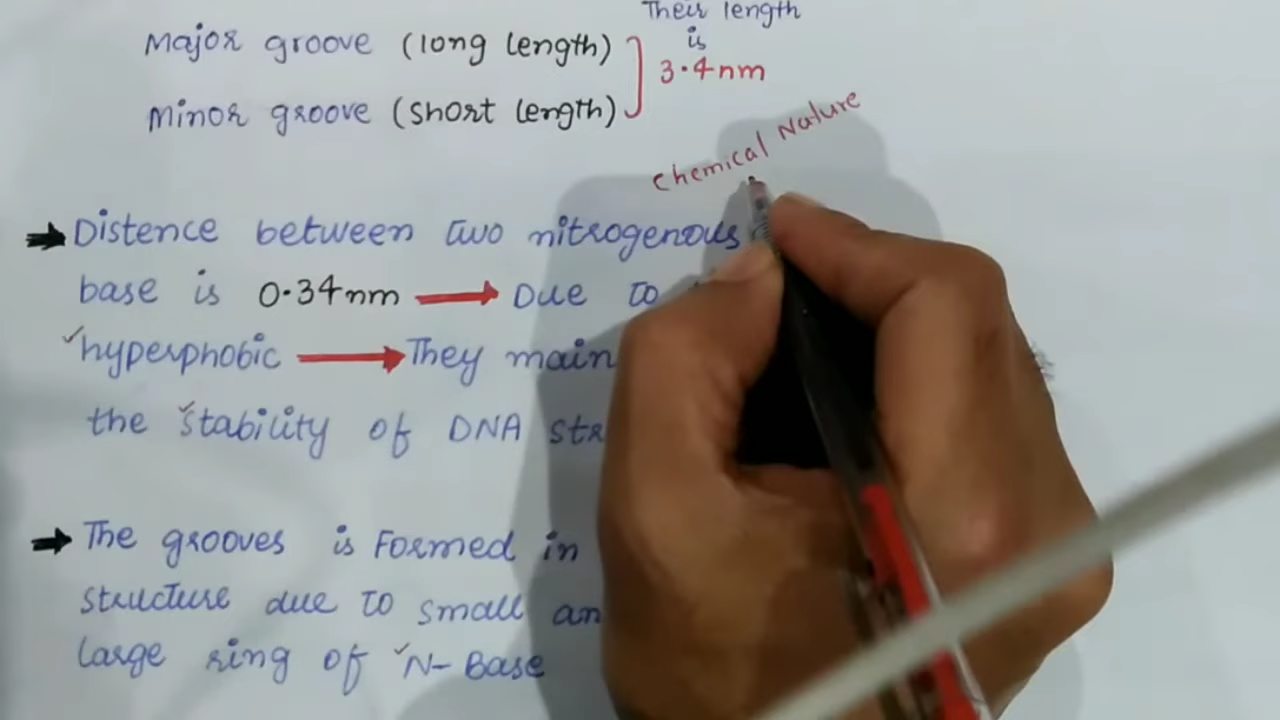 Their length
Major groove (long length) is
3.4nm
Minor groove (short length)
chemical Nature
Distence between two nitrogenous
base is 0.34nm → Due to
hyperphobic → They main
the stability of DNA str
The grooves is Formed in
structure due to small an
large ring of N-Base